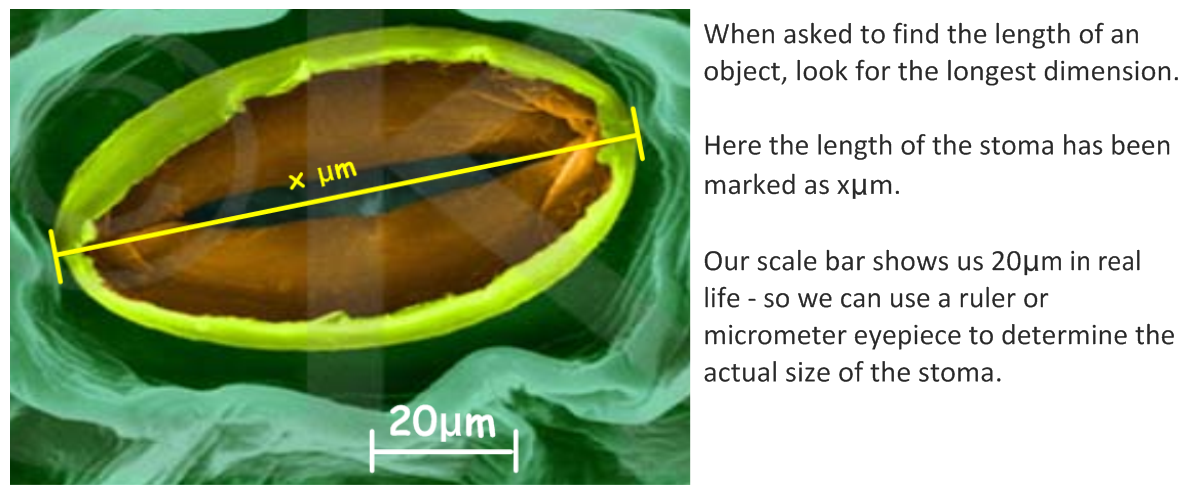 x µm
20µm
When asked to find the length of an
object, look for the longest dimension.
Here the length of the stoma has been
marked as xµm.
Our scale bar shows us 20µm in real
life - so we can use a ruler or
micrometer eyepiece to determine the
actual size of the stoma.